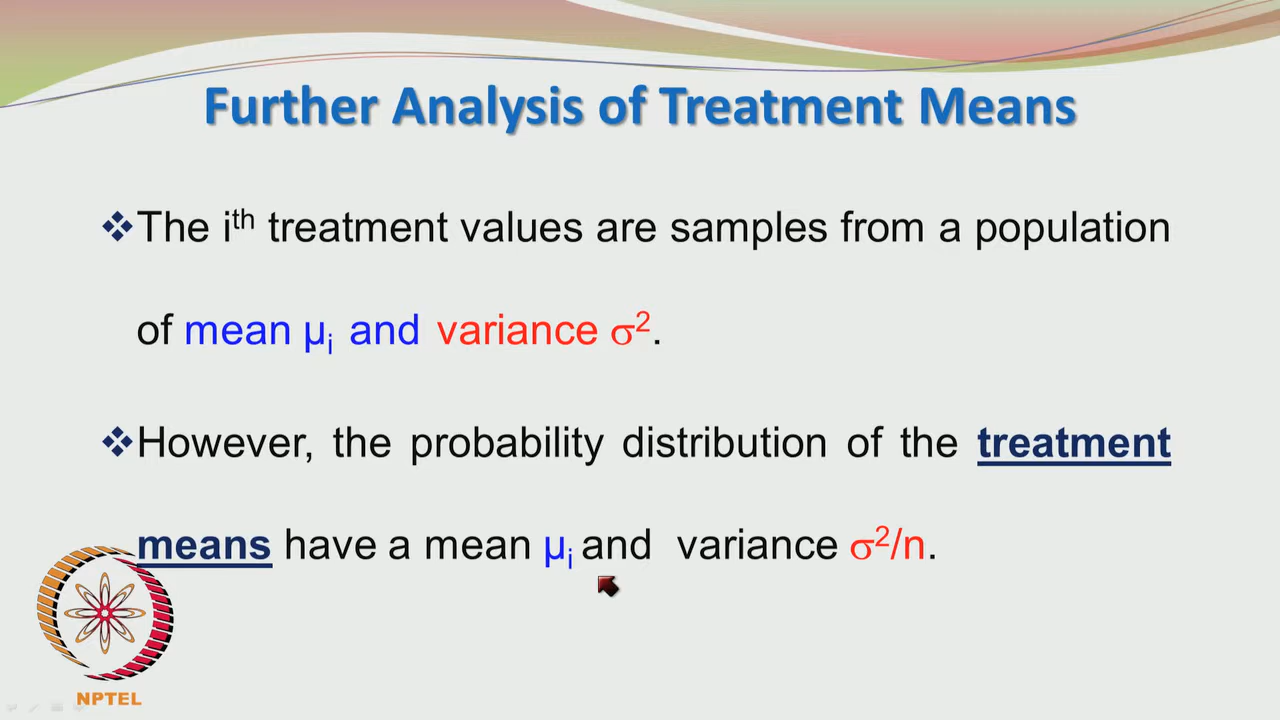 Further Analysis of Treatment Means
❖The iᵗʰ treatment values are samples from a population
of mean µᵢ and variance σ².
❖However, the probability distribution of the treatment
means have a mean µᵢ and variance σ²/n.
NPTEL